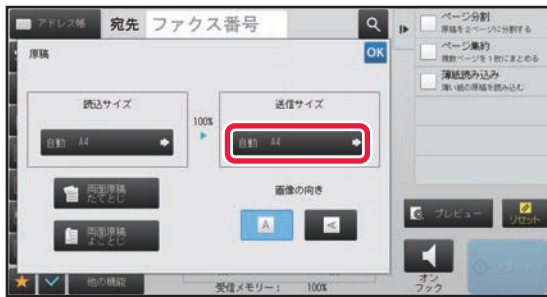 アドレス帳
宛先 ファクス番号
ページ分割
原稿を2ページに分割する
ページ集約
複数ページを1枚にまとめる
薄紙読み込み
薄い紙の原稿を読み込む
原稿
OK
読込サイズ
100%
送信サイズ
自動 A4
自動 A4
両面原稿
たてとじ
両面原稿
よことじ
画像の向き
A
A
プレビュー
リセット
オン
フック
スタート
他の機能
受信メモリー: 100%